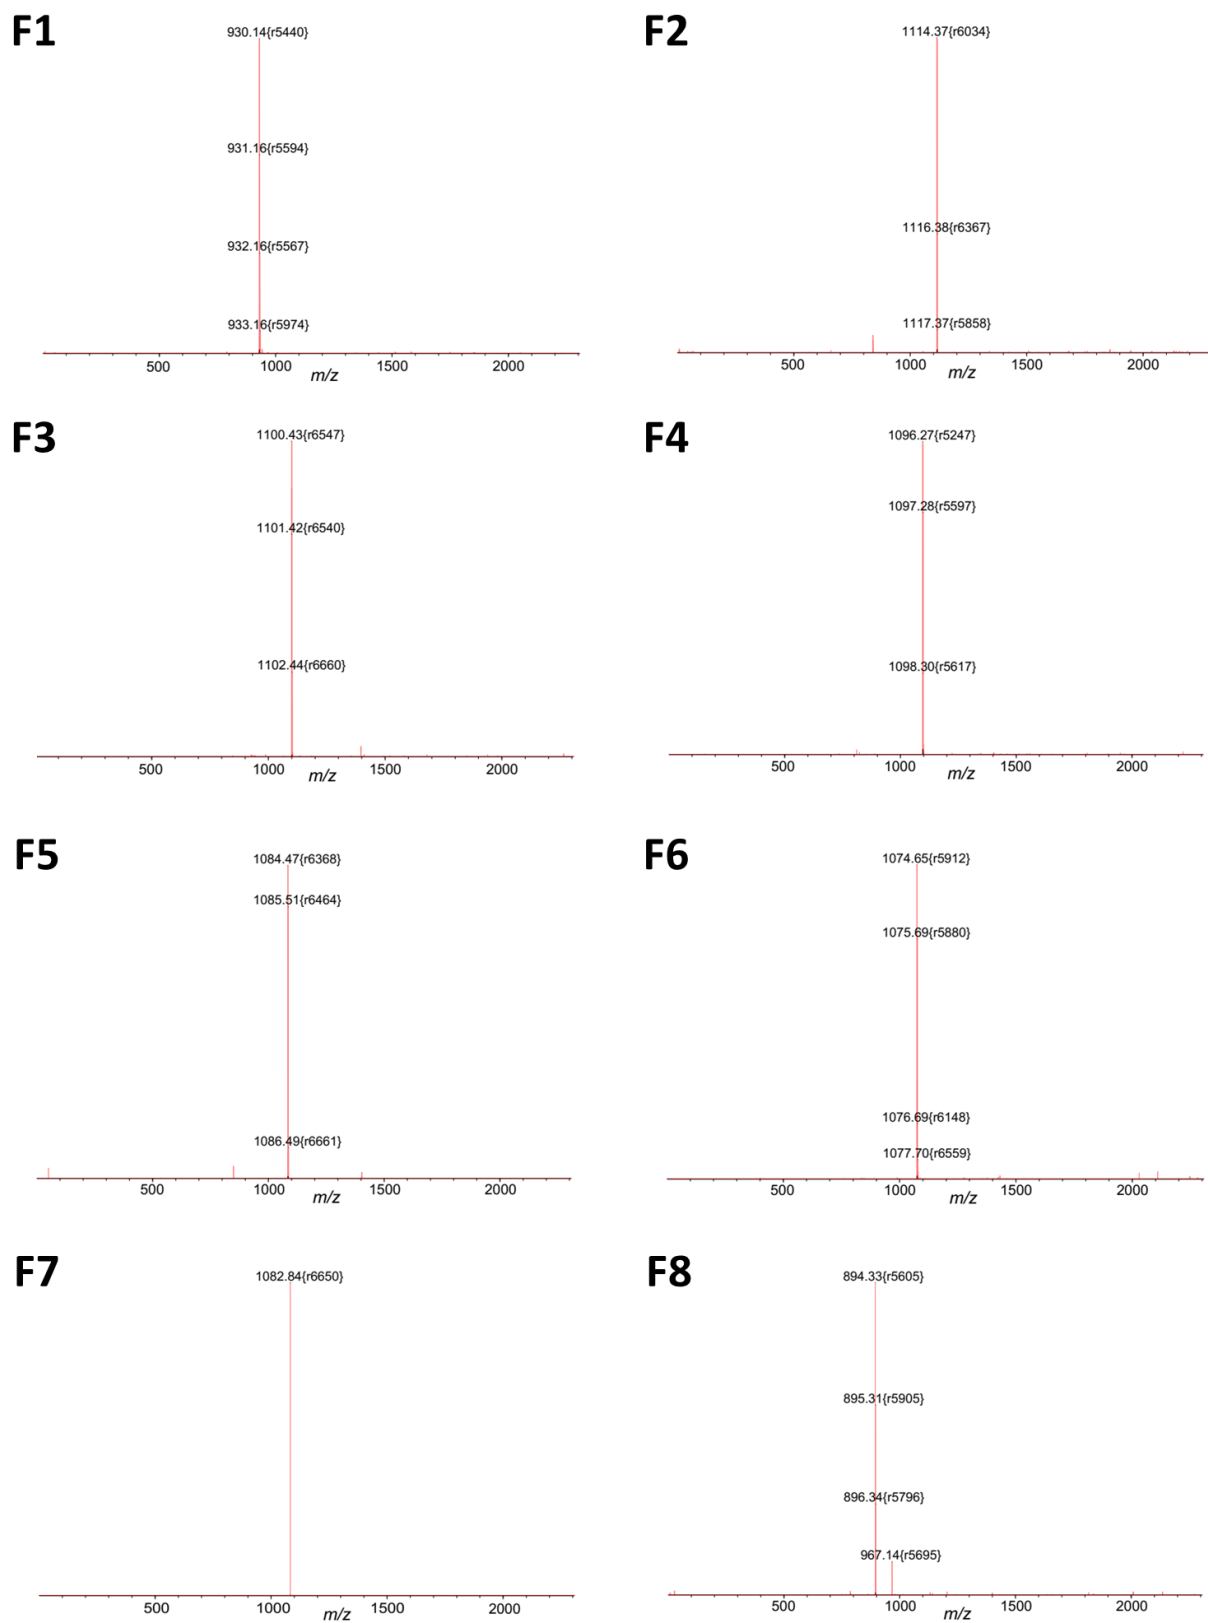 F1
930.14{r5440}
931.16{r5594}
932.16{r5567}
933.16{r5974}
500 1000 1500 2000
m/z
F2
1114.37{r6034}
1116.38{r6367}
1117.37{r5858}
500 1000 1500 2000
m/z
F3
1100.43{r6547}
1101.42{r6540}
1102.44{r6660}
500 1000 1500 2000
m/z
F4
1096.27{r5247}
1097.28{r5597}
1098.30{r5617}
500 1000 1500 2000
m/z
F5
1084.47{r6368}
1085.51{r6464}
1086.49{r6661}
500 1000 1500 2000
m/z
F6
1074.65{r5912}
1075.69{r5880}
1076.69{r6148}
1077.70{r6559}
500 1000 1500 2000
m/z
F7
1082.84{r6650}
500 1000 1500 2000
m/z
F8
894.33{r5605}
895.31{r5905}
896.34{r5796}
967.14{r5695}
500 1000 1500 2000
m/z